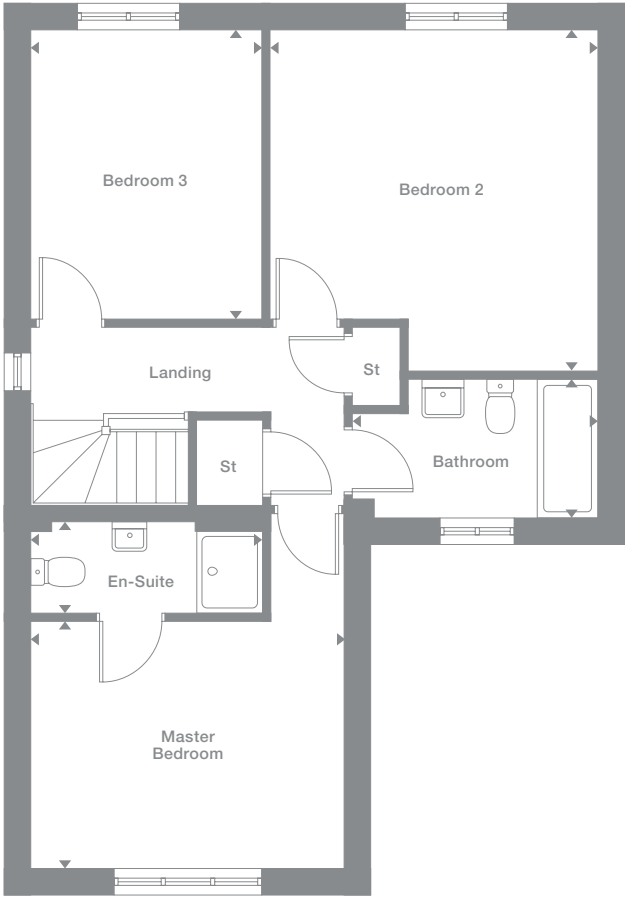 Bedroom 3
Bedroom 2
Landing
St
St
Bathroom
En-Suite
Master
Bedroom